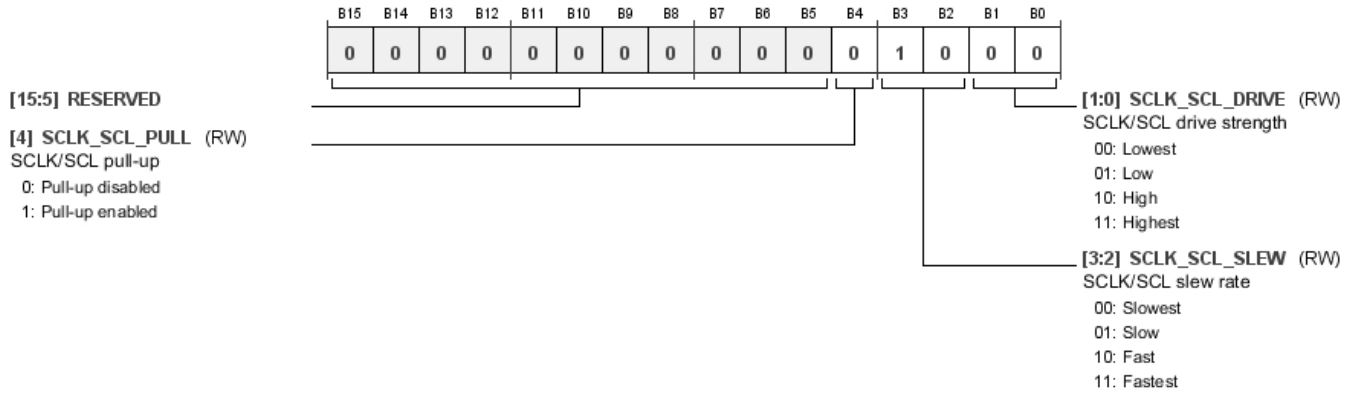 B15 B14 B13 B12 B11 B10 B9 B8 B7 B6 B5 B4 B3 B2 B1 B0
0 0 0 0 0 0 0 0 0 0 0 0 1 0 0 0
[15:5] RESERVED
[4] SCLK_SCL_PULL (RW)
SCLK/SCL pull-up
0: Pull-up disabled
1: Pull-up enabled
[1:0] SCLK_SCL_DRIVE (RW)
SCLK/SCL drive strength
00: Lowest
01: Low
10: High
11: Highest
[3:2] SCLK_SCL_SLEW (RW)
SCLK/SCL slew rate
00: Slowest
01: Slow
10: Fast
11: Fastest